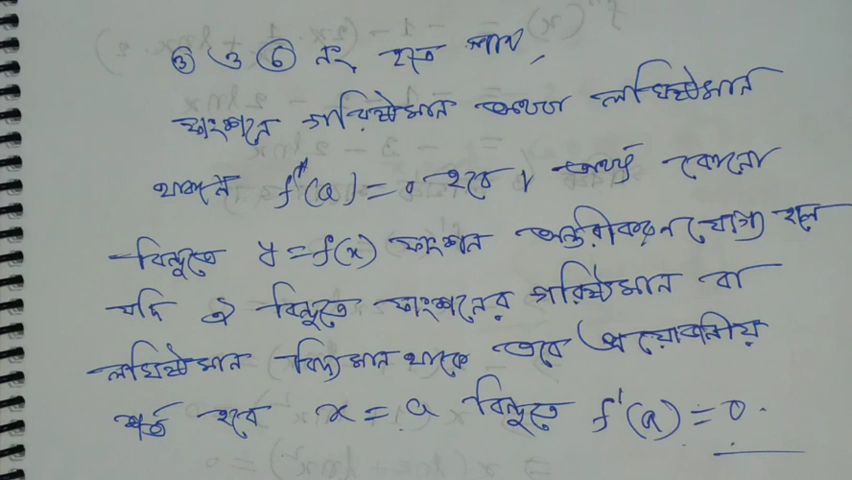 ③ ও ⑥ নং হতে পাই,
ফাংশনে গরিষ্ঠমান অথবা লঘিষ্ঠমান
থাকলে f'(a) = 0 হবে । অর্থাৎ কোনো
বিন্দুতে y = f(x) ফাংশন অন্তরীকরণ যোগ্য হলে
যদি ঐ বিন্দুতে ফাংশনের গরিষ্ঠমান বা
লঘিষ্ঠমান বিদ্যমান থাকে তবে প্রয়োজনীয়
শর্ত হবে x = a বিন্দুতে f'(a) = 0.